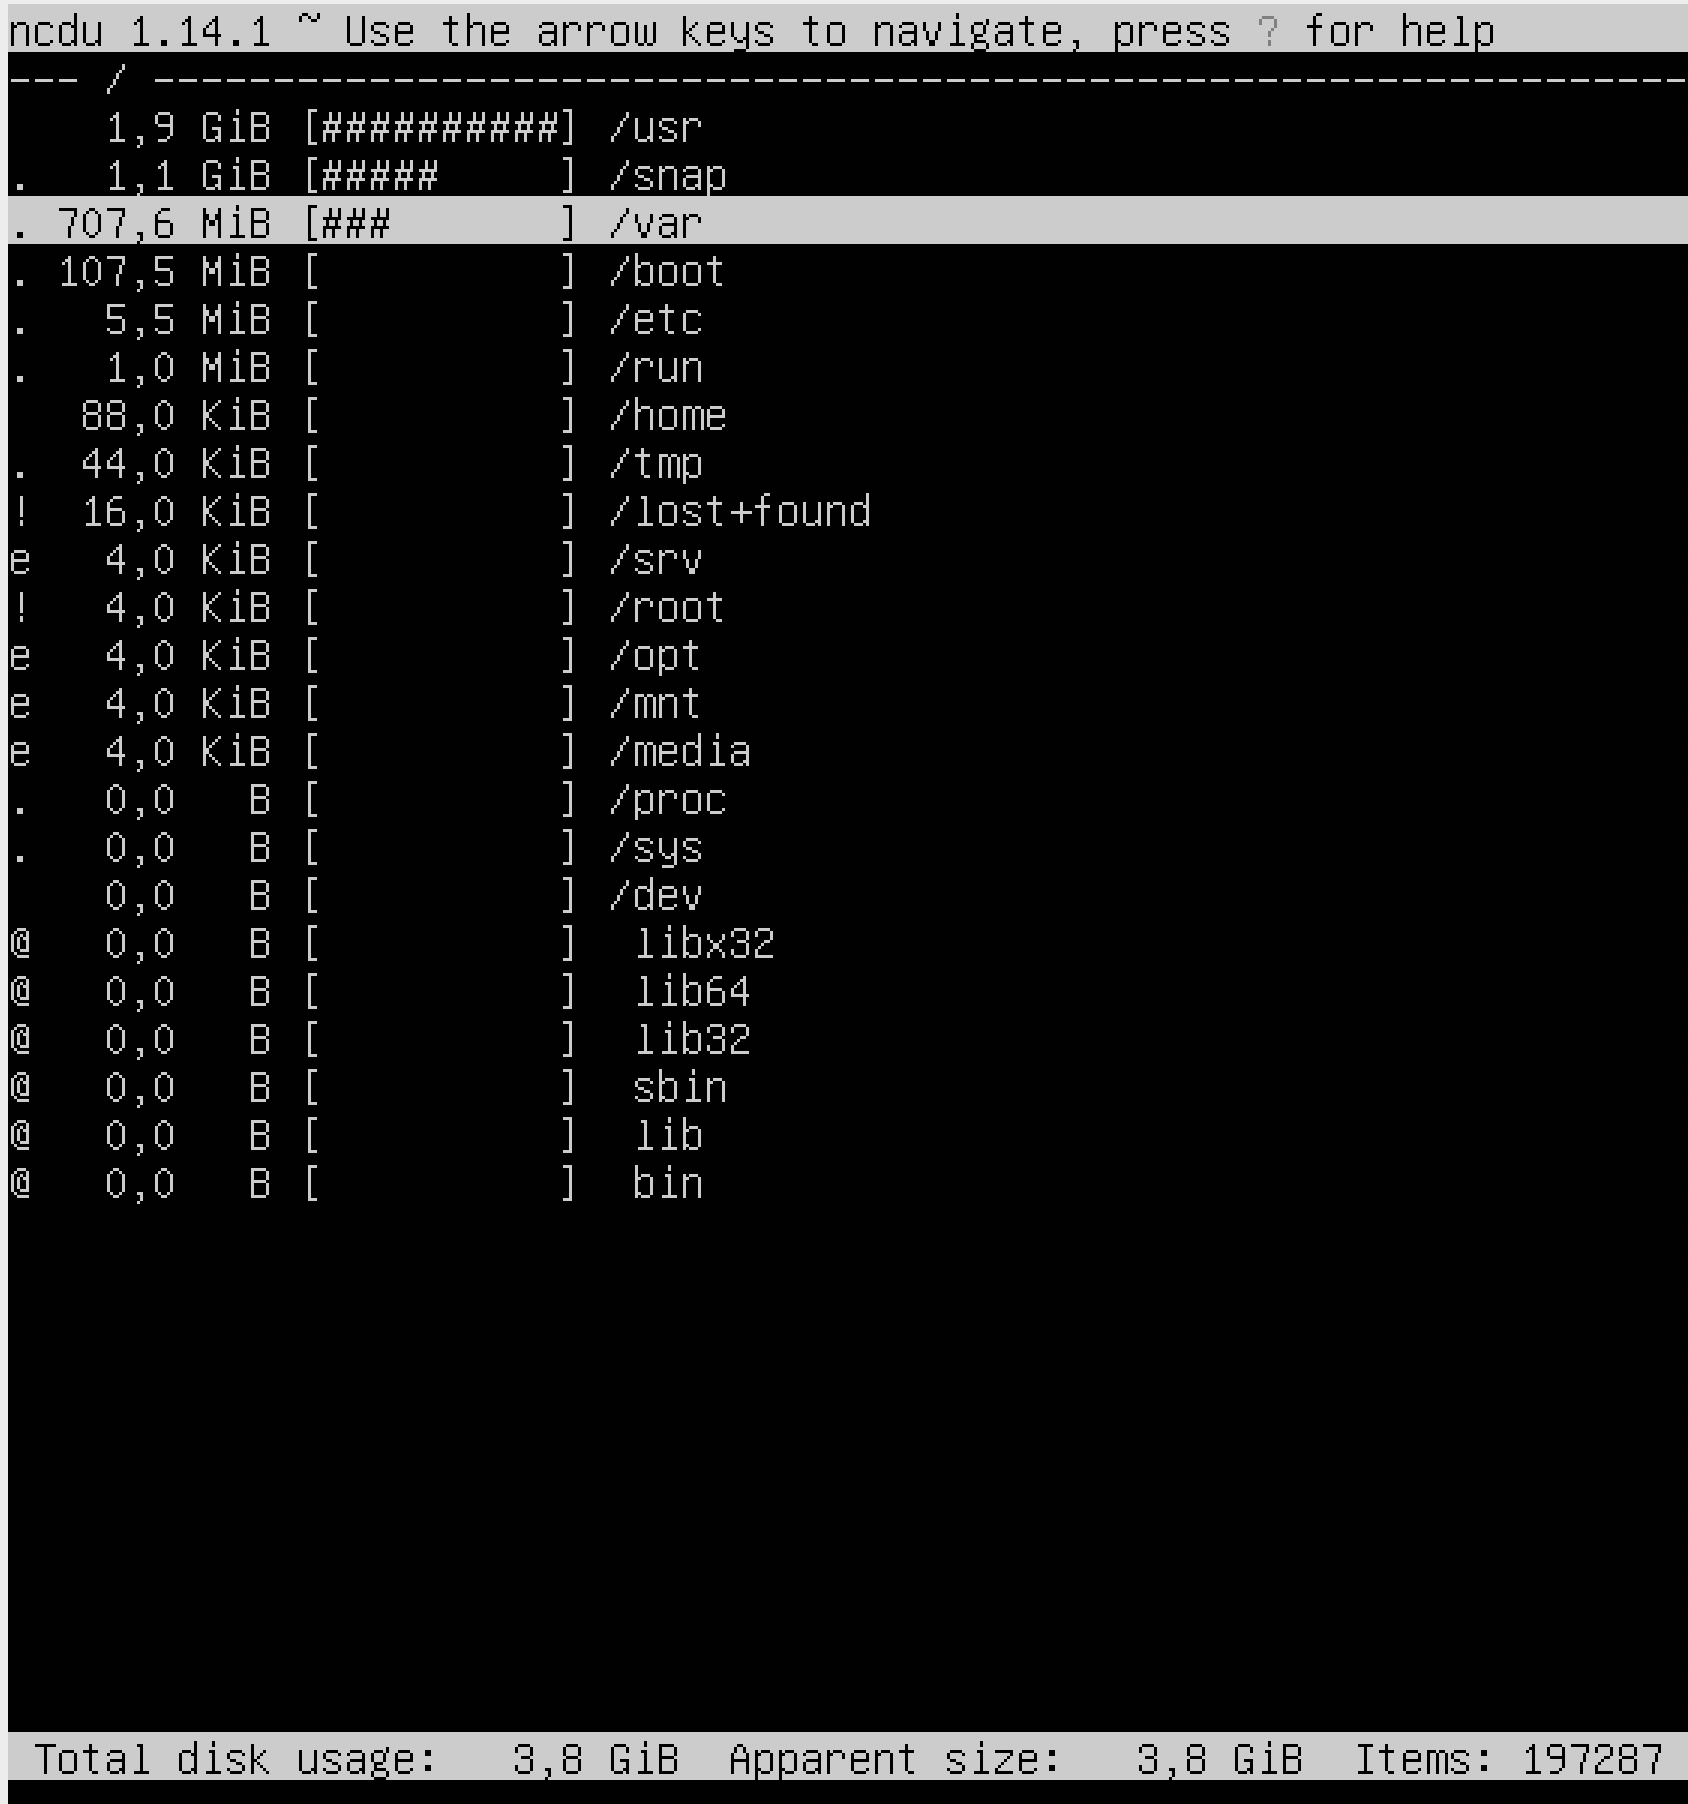 ncdu 1.14.1 ~ Use the arrow keys to navigate, press ? for help
--- / ----------------------------------------------------------------
    1,9 GiB [##########] /usr
.   1,1 GiB [#####     ] /snap
. 707,6 MiB [###       ] /var
. 107,5 MiB [          ] /boot
.   5,5 MiB [          ] /etc
.   1,0 MiB [          ] /run
   88,0 KiB [          ] /home
.  44,0 KiB [          ] /tmp
!  16,0 KiB [          ] /lost+found
e   4,0 KiB [          ] /srv
!   4,0 KiB [          ] /root
e   4,0 KiB [          ] /opt
e   4,0 KiB [          ] /mnt
e   4,0 KiB [          ] /media
.   0,0   B [          ] /proc
.   0,0   B [          ] /sys
    0,0   B [          ] /dev
@   0,0   B [          ]  libx32
@   0,0   B [          ]  lib64
@   0,0   B [          ]  lib32
@   0,0   B [          ]  sbin
@   0,0   B [          ]  lib
@   0,0   B [          ]  bin
 Total disk usage:   3,8 GiB  Apparent size:   3,8 GiB  Items: 197287